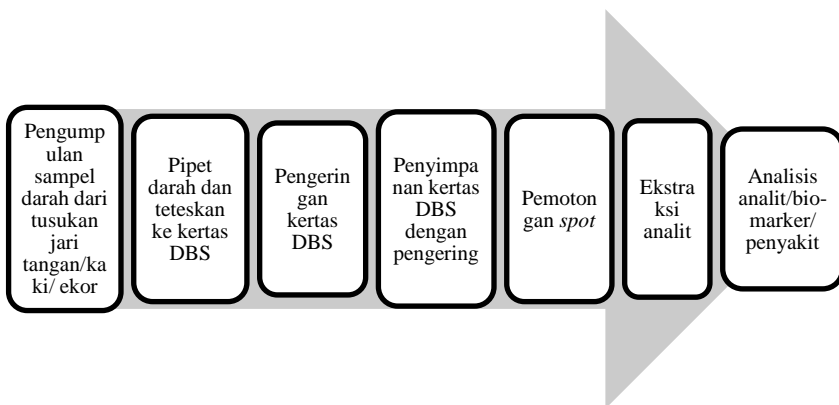 Pengump
ulan
sampel
darah dari
tusukan
jari
tangan/ka
ki/ ekor
Pipet
darah dan
teteskan
ke kertas
DBS
Pengerin
gan
kertas
DBS
Penyimpa
nan kertas
DBS
dengan
pengering
Pemoton
gan spot
Ekstra
ksi
analit
Analisis
analit/bio-
marker/
penyakit